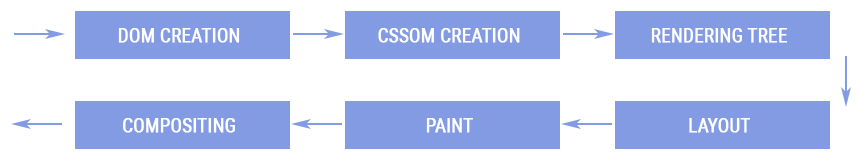 DOM CREATION
CSSOM CREATION
RENDERING TREE
LAYOUT
PAINT
COMPOSITING